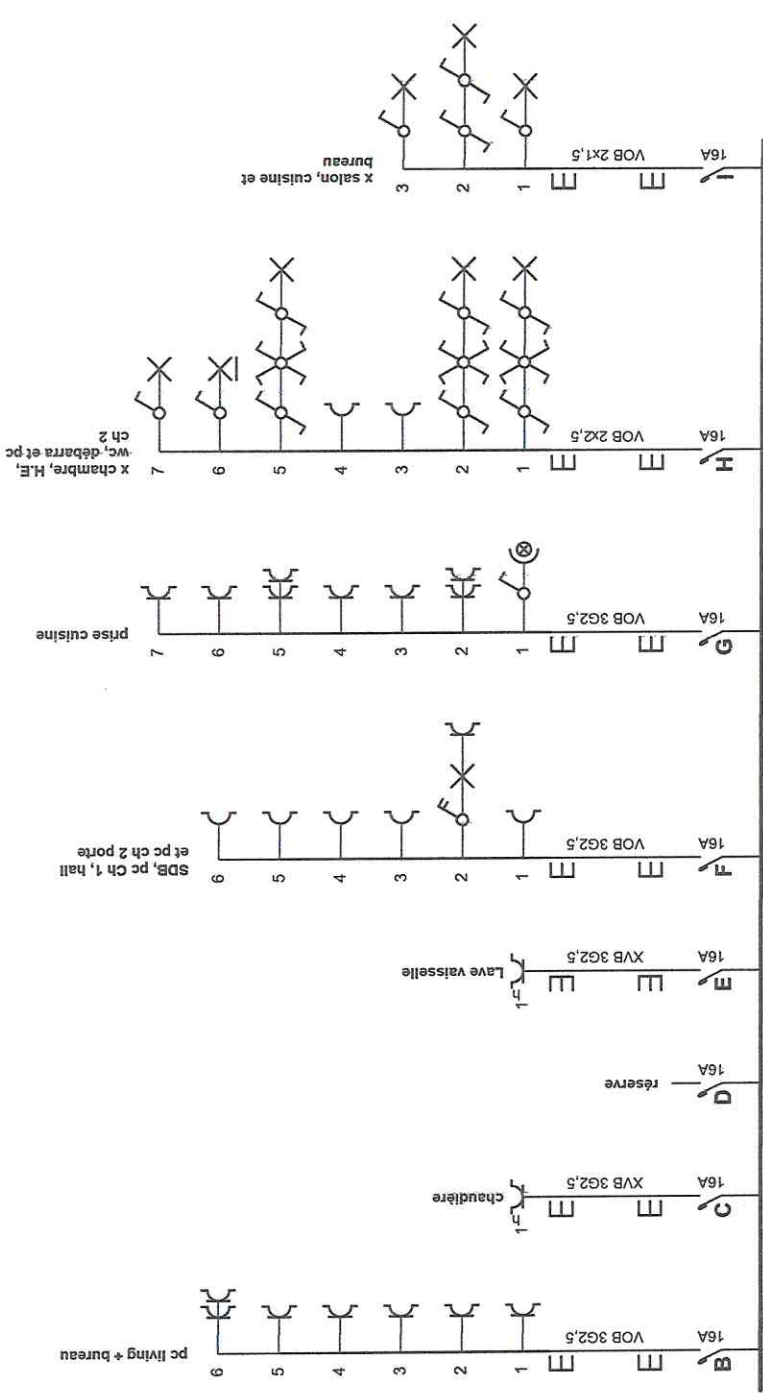 pc living + bureau
6
5
4
3
2
1
VOB 3G2,5
16A
B
chaudière
1
XVB 3G2,5
16A
C
réserve
16A
D
Lave vaisselle
1
XVB 3G2,5
16A
E
SDB, pc Ch 1, hall
et pc ch 2 porte
6
5
4
3
2
1
VOB 3G2,5
16A
F
prise cuisine
7
6
5
4
3
2
1
VOB 3G2,5
16A
G
x chambre, H.E,
wc, débarra et pc
ch 2
7
6
5
4
3
2
1
VOB 2x2,5
16A
H
x salon, cuisine et
bureau
3
2
1
VOB 2x1,5
16A
I